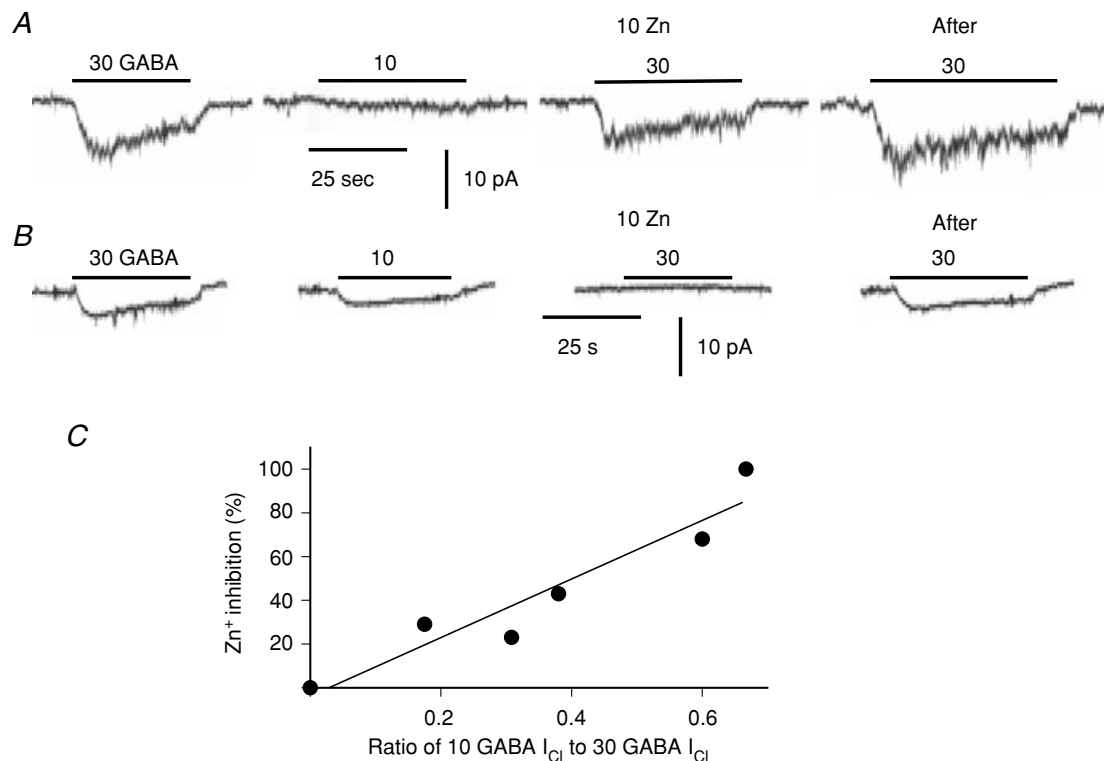 A
10 Zn
After
30 GABA
10
30
30
25 sec
10 pA
B
10 Zn
After
30 GABA
10
30
30
25 s
10 pA
C
Zn⁺ inhibition (%)
100
80
60
40
20
0.2
0.4
0.6
Ratio of 10 GABA I_Cl to 30 GABA I_Cl